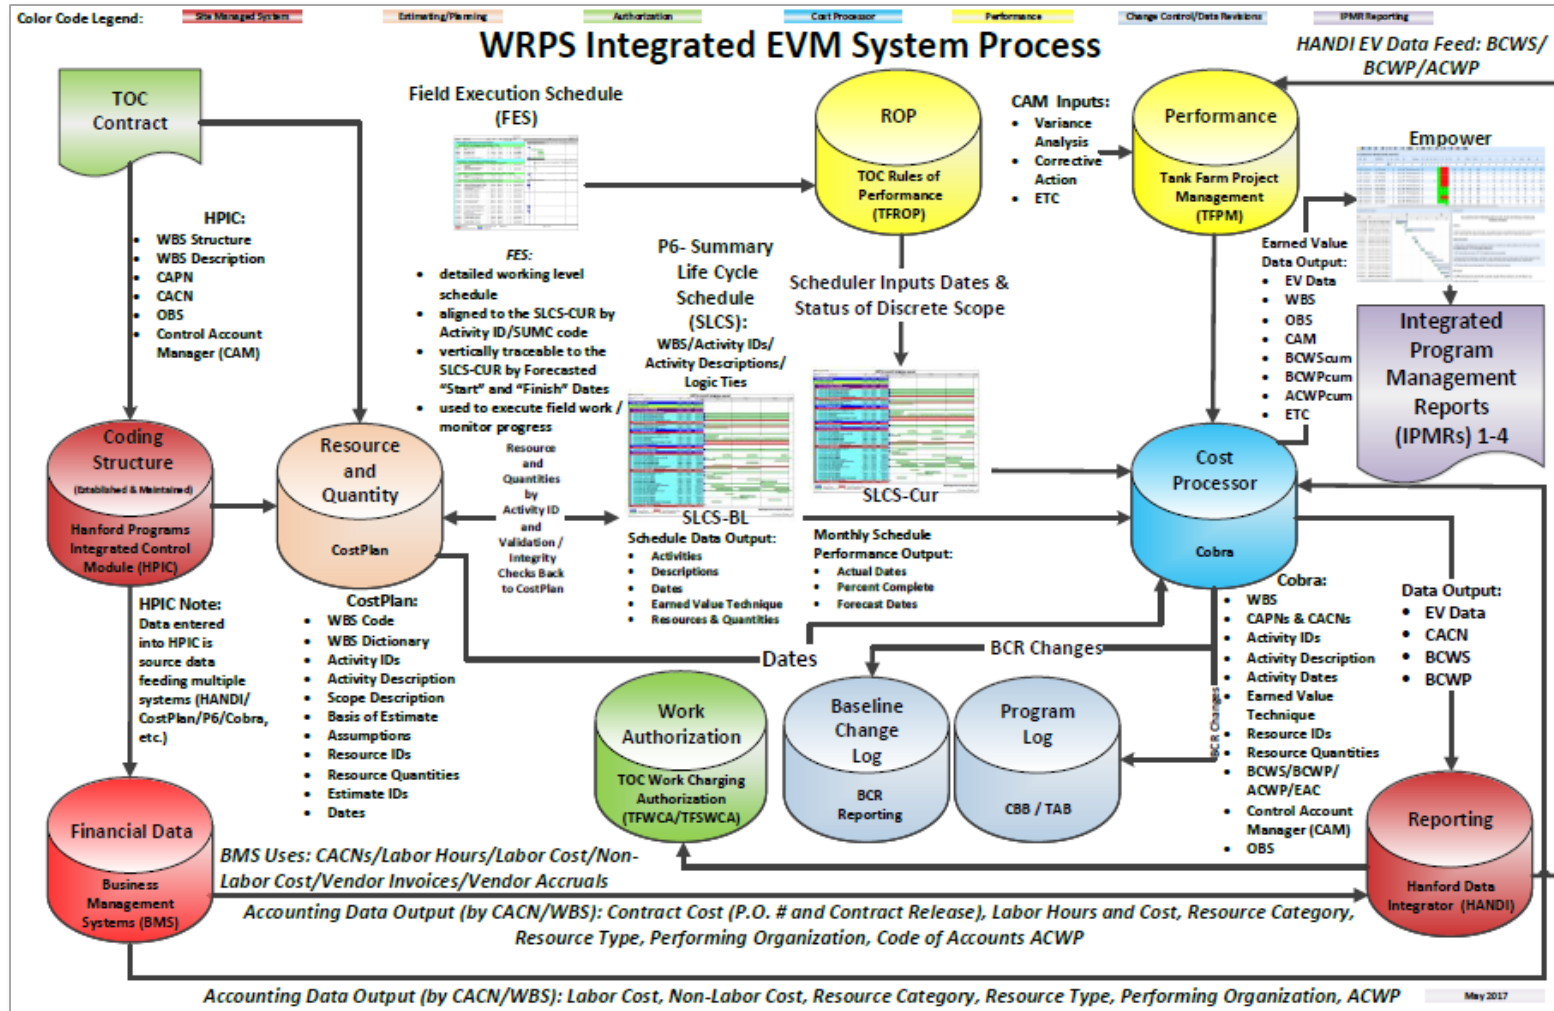 Color Code Legend:
Site Managed System
Estimating/Planning
Authorization
Cost Processor
Performance
Change Control/Data Revisions
IPMR Reporting
WRPS Integrated EVM System Process
HANDI EV Data Feed: BCWS/
BCWP/ACWP
TOC
Contract
Field Execution Schedule
(FES)
ROP
TOC Rules of
Performance
(TFROP)
CAM Inputs:
• Variance
Analysis
• Corrective
Action
• ETC
Performance
Tank Farm Project
Management
(TFPM)
Empower
HPIC:
• WBS Structure
• WBS Description
• CAPN
• CACN
• OBS
• Control Account
Manager (CAM)
FES:
• detailed working level
schedule
• aligned to the SLCS-CUR by
Activity ID/SUMC code
• vertically traceable to the
SLCS-CUR by Forecasted
"Start" and "Finish" Dates
• used to execute field work /
monitor progress
P6- Summary
Life Cycle
Schedule
(SLCS):
WBS/Activity IDs/
Activity Descriptions/
Logic Ties
Scheduler Inputs Dates &
Status of Discrete Scope
Earned Value
Data Output:
• EV Data
• WBS
• OBS
• CAM
• BCWScum
• BCWPcum
• ACWPcum
• ETC
Integrated
Program
Management
Reports
(IPMRs) 1-4
Coding
Structure
(Established & Maintained)
Hanford Programs
Integrated Control
Module (HPIC)
Resource
and
Quantity
CostPlan
Resource
and
Quantities
by
Activity ID
and
Validation /
Integrity
Checks Back
to CostPlan
SLCS-BL
SLCS-Cur
Cost
Processor
Cobra
Schedule Data Output:
• Activities
• Descriptions
• Dates
• Earned Value Technique
• Resources & Quantities
Monthly Schedule
Performance Output:
• Actual Dates
• Percent Complete
• Forecast Dates
HPIC Note:
Data entered
into HPIC is
source data
feeding multiple
systems (HANDI/
CostPlan/P6/Cobra,
etc.)
CostPlan:
• WBS Code
• WBS Dictionary
• Activity IDs
• Activity Description
• Scope Description
• Basis of Estimate
• Assumptions
• Resource IDs
• Resource Quantities
• Estimate IDs
• Dates
Dates
BCR Changes
BCR Changes
Cobra:
• WBS
• CAPNs & CACNs
• Activity IDs
• Activity Description
• Activity Dates
• Earned Value
Technique
• Resource IDs
• Resource Quantities
• BCWS/BCWP/
ACWP/EAC
• Control Account
Manager (CAM)
• OBS
Data Output:
• EV Data
• CACN
• BCWS
• BCWP
Work
Authorization
TOC Work Charging
Authorization
(TFWCA/TFSWCA)
Baseline
Change
Log
BCR
Reporting
Program
Log
CBB / TAB
Financial Data
Business
Management
Systems (BMS)
Reporting
Hanford Data
Integrator (HANDI)
BMS Uses: CACNs/Labor Hours/Labor Cost/Non-
Labor Cost/Vendor Invoices/Vendor Accruals
Accounting Data Output (by CACN/WBS): Contract Cost (P.O. # and Contract Release), Labor Hours and Cost, Resource Category,
Resource Type, Performing Organization, Code of Accounts ACWP
Accounting Data Output (by CACN/WBS): Labor Cost, Non-Labor Cost, Resource Category, Resource Type, Performing Organization, ACWP
May 2017